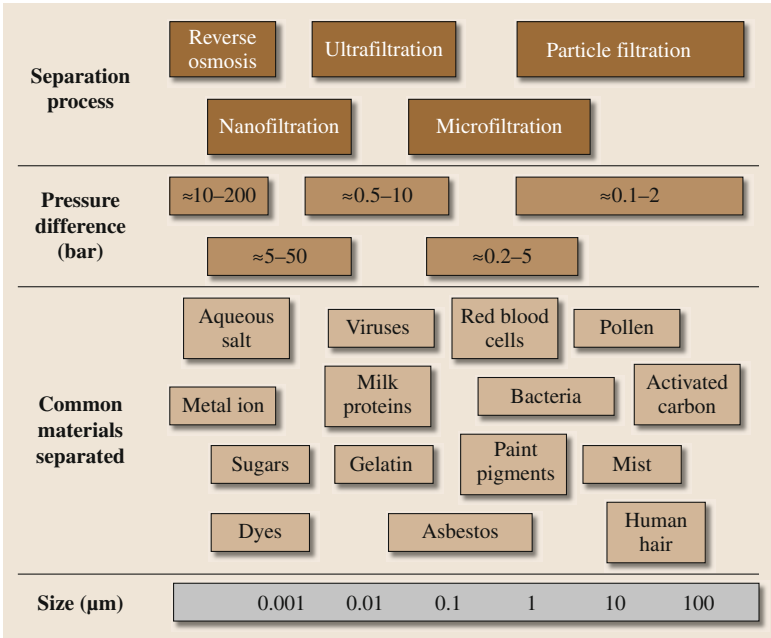 Separation
process
Reverse
osmosis
Ultrafiltration
Particle filtration
Nanofiltration
Microfiltration
Pressure
difference
(bar)
≈10–200
≈0.5–10
≈0.1–2
≈5–50
≈0.2–5
Common
materials
separated
Aqueous
salt
Viruses
Red blood
cells
Pollen
Metal ion
Milk
proteins
Bacteria
Activated
carbon
Sugars
Gelatin
Paint
pigments
Mist
Dyes
Asbestos
Human
hair
Size (μm)
0.001
0.01
0.1
1
10
100